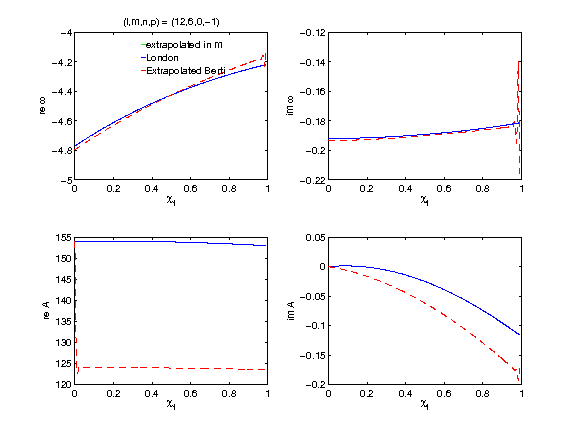 (l,m,n,p) = (12,6,0,−1)
−4
−4.2
−4.4
−4.6
−4.8
−5
re ω
extrapolated in m
London
Extrapolated Berti
0 0.2 0.4 0.6 0.8 1
χf
−0.12
−0.14
−0.16
−0.18
−0.2
−0.22
im ω
0 0.2 0.4 0.6 0.8 1
χf
155
150
145
140
135
130
125
120
re A
0 0.2 0.4 0.6 0.8 1
χf
0.05
0
−0.05
−0.1
−0.15
−0.2
im A
0 0.2 0.4 0.6 0.8 1
χf